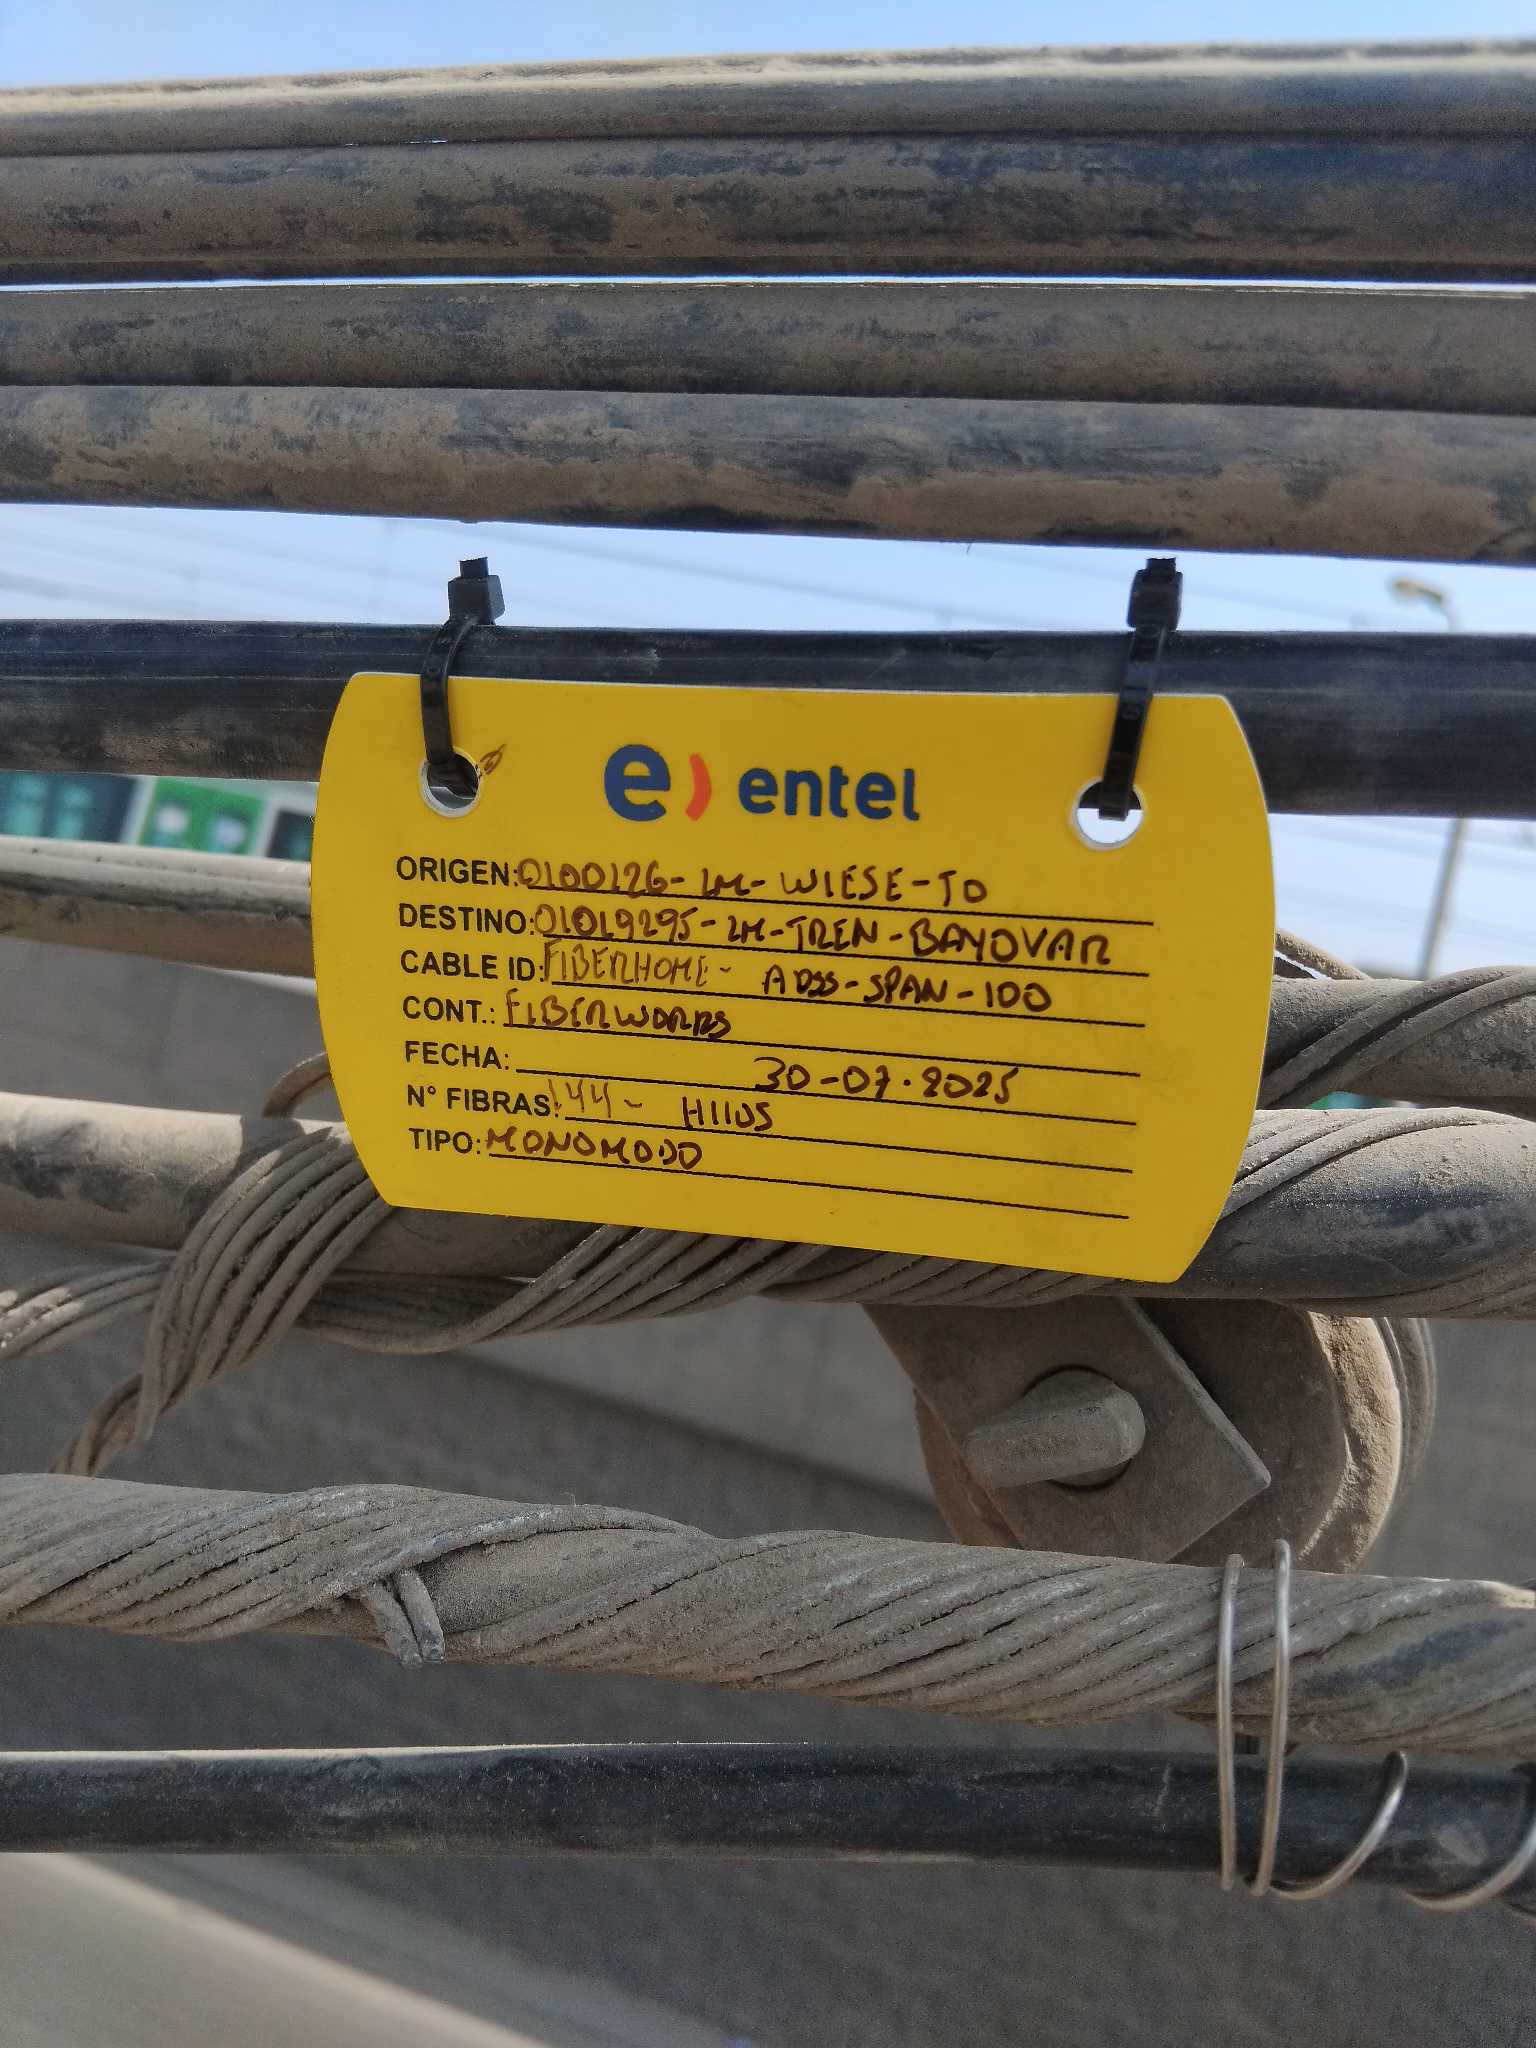 e) entel
ORIGEN: 0100126- LM- WIESE-TO
DESTINO: 01019295- LM-TREN-BAYOVAR
CABLE ID: FIBERHOME- ADSS-SPAN-100
CONT.: FIBERWORKS
FECHA: 30-07-2025
N° FIBRAS: 144- HILOS
TIPO: MONOMODO